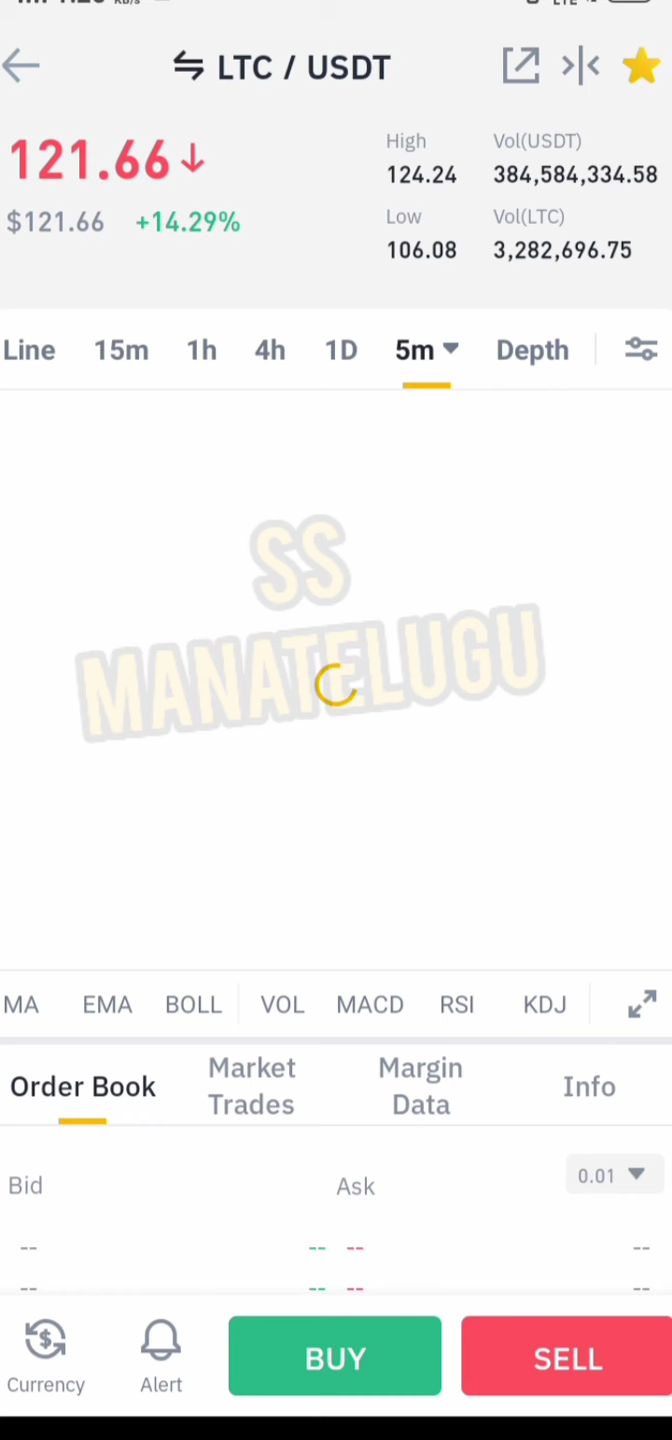 LTC / USDT
121.66↓
High
Vol(USDT)
124.24
384,584,334.58
$121.66 +14.29%
Low
Vol(LTC)
106.08
3,282,696.75
Line 15m 1h 4h 1D 5m Depth
SS
MANATELUGU
MA EMA BOLL VOL MACD RSI KDJ
Order Book
Market Trades
Margin Data
Info
Bid
Ask
0.01
-- -- -- --
-- -- -- --
Currency
Alert
BUY
SELL